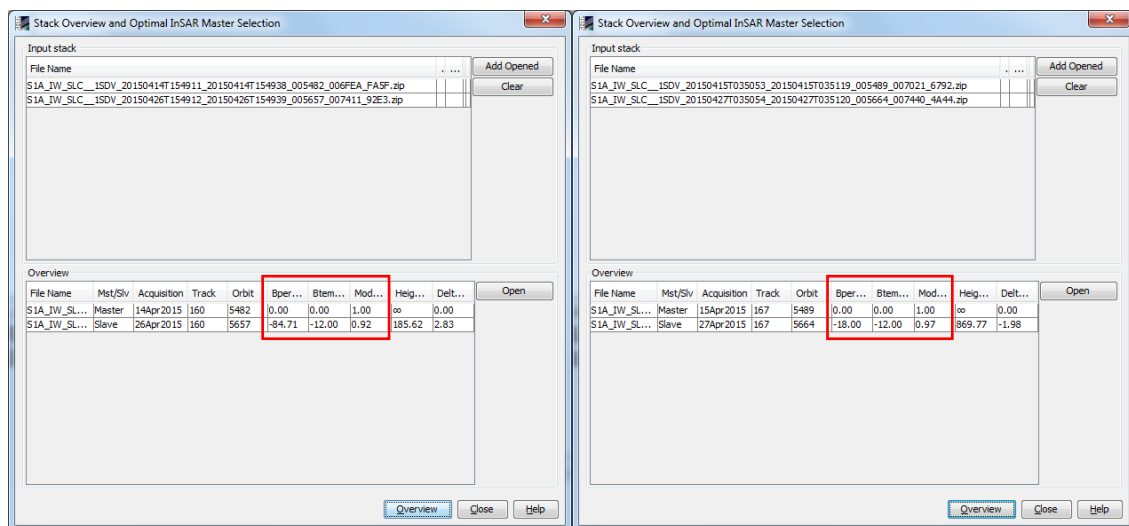 Stack Overview and Optimal InSAR Master Selection
Input stack
File Name . ... Add Opened
S1A_IW_SLC__1SDV_20150414T154911_20150414T154938_005482_006FEA_FA5F.zip Clear
S1A_IW_SLC__1SDV_20150426T154912_20150426T154939_005657_007411_92E3.zip
Overview
File Name Mst/Slv Acquisition Track Orbit Bper... Btem... Mod... Heig... Delt... Open
S1A_IW_SL... Master 14Apr2015 160 5482 0.00 0.00 1.00 ∞ 0.00
S1A_IW_SL... Slave 26Apr2015 160 5657 -84.71 -12.00 0.92 185.62 2.83
Overview Close Help
Stack Overview and Optimal InSAR Master Selection
Input stack
File Name . ... Add Opened
S1A_IW_SLC__1SDV_20150415T035053_20150415T035119_005489_007021_6792.zip Clear
S1A_IW_SLC__1SDV_20150427T035054_20150427T035120_005664_007440_4A44.zip
Overview
File Name Mst/Slv Acquisition Track Orbit Bper... Btem... Mod... Heig... Delt... Open
S1A_IW_SL... Master 15Apr2015 167 5489 0.00 0.00 1.00 ∞ 0.00
S1A_IW_SL... Slave 27Apr2015 167 5664 -18.00 -12.00 0.97 869.77 -1.98
Overview Close Help